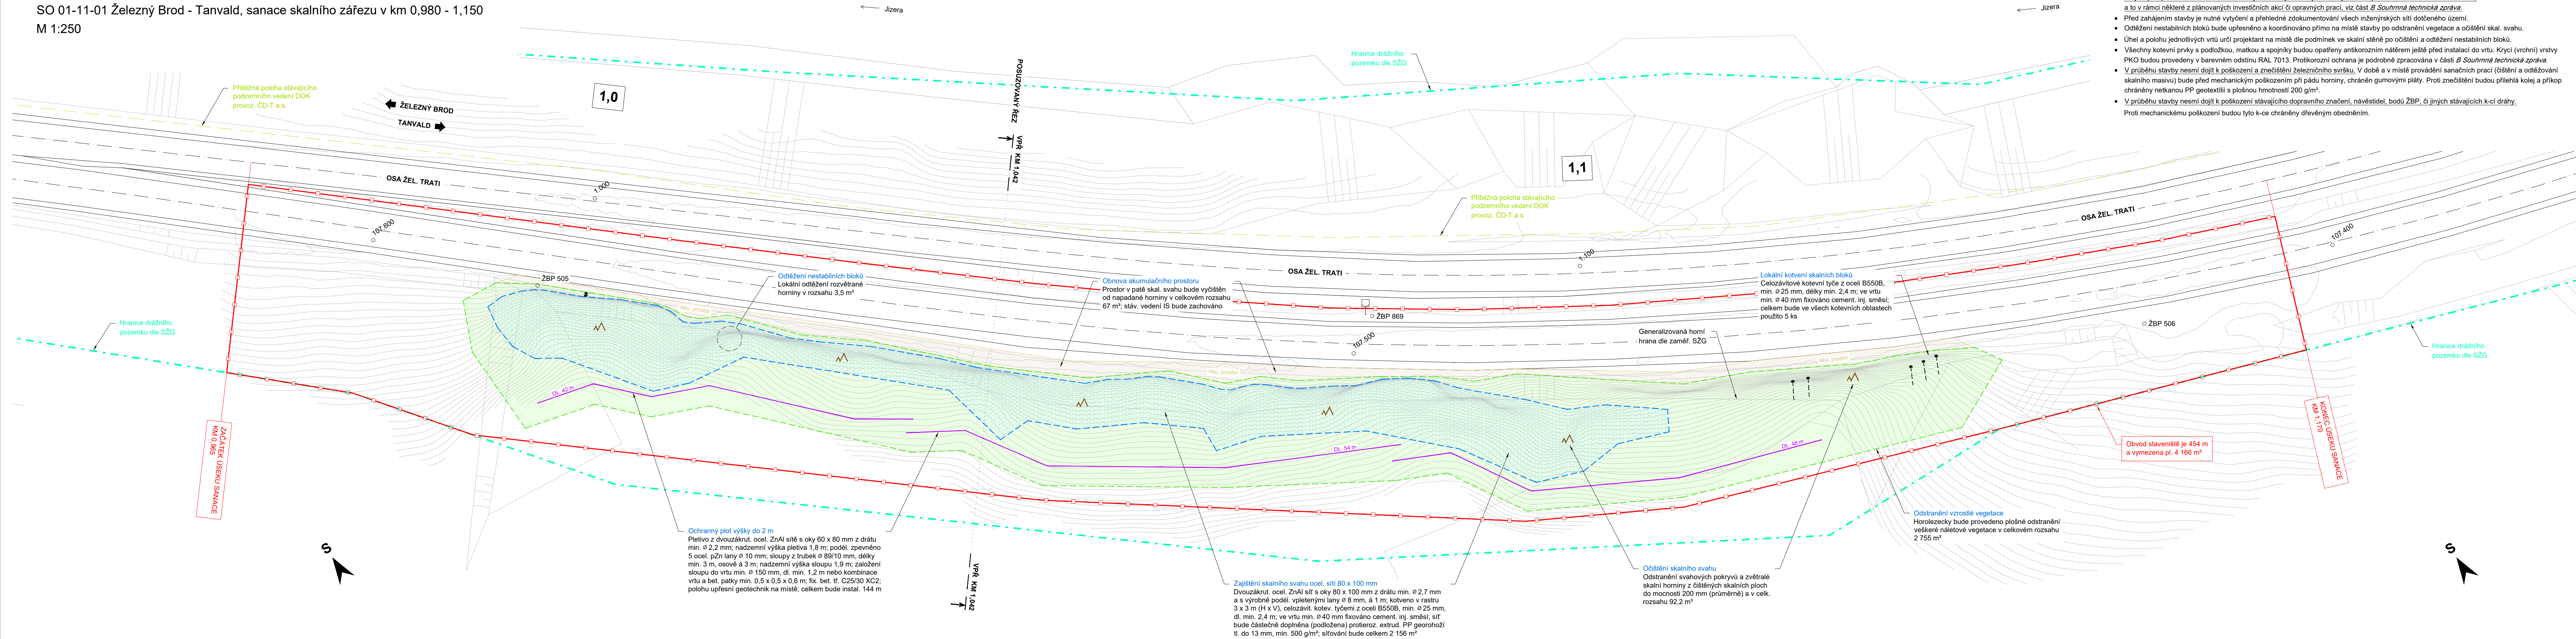 SO 01-11-01 Železný Brod - Tanvald, sanace skalního zářezu v km 0,980 - 1,150
M 1:250
Jizera
Jizera
a to v rámci některé z plánovaných investičních akcí či opravných prací, viz část B Souhrnná technická zpráva.
• Před zahájením stavby je nutné vytyčení a přehledné zdokumentování všech inženýrských sítí dotčeného území.
• Odtěžení nestabilních bloků bude upřesněno a koordinováno přímo na místě stavby po odstranění vegetace a očištění skal. svahu.
• Úhel a polohu jednotlivých vrtů určí projektant na místě dle podmínek ve skalní stěně po očištění a odtěžení nestabilních bloků.
• Všechny kotevní prvky s podložkou, matkou a spojníky budou opatřeny antikorozním nátěrem ještě před instalací do vrtu. Krycí (vrchní) vrstvy
PKO budou provedeny v barevném odstínu RAL 7013. Protikorozní ochrana je podrobně zpracována v části B Souhrnná technická zpráva.
• V průběhu stavby nesmí dojít k poškození a znečištění železničního svršku. V době a v místě provádění sanačních prací (čištění a odtěžování
skalního masivu) bude před mechanickým poškozením při pádu horniny, chráněn gumovými pláty. Proti znečištění budou přilehlá kolej a příkop
chráněny netkanou PP geotextílií s plošnou hmotností 200 g/m².
• V průběhu stavby nesmí dojít k poškození stávajícího dopravního značení, návěstidel, bodů ŽBP, či jiných stávajících k-cí dráhy.
Proti mechanickému poškození budou tyto k-ce chráněny dřevěným obedněním.
Přibližná poloha stávajícího
podzemního vedení DOK
provoz. ČD-T a.s.
ŽELEZNÝ BROD
TANVALD
1,0
POSUZOVANÝ ŘEZ
VPŘ KM 1,042
Hranice drážního
pozemku dle SŽG
1,1
Přibližná poloha stávajícího
podzemního vedení DOK
provoz. ČD-T a.s.
OSA ŽEL. TRATI
1.000
107.600
OSA ŽEL. TRATI
1.100
107.500
OSA ŽEL. TRATI
107.400
ŽBP 505
ŽBP 869
ŽBP 506
Odtěžení nestabilních bloků
Lokální odtěžení rozvětrané
horniny v rozsahu 3,5 m³
Obnova akumulačního prostoru
Prostor v patě skal. svahu bude vyčištěn
od napadané horniny v celkovém rozsahu
67 m³; stáv. vedení IS bude zachováno
Lokální kotvení skalních bloků
Celozávitové kotevní tyče z oceli B550B,
min. ⌀ 25 mm, délky min. 2,4 m; ve vrtu
min. ⌀ 40 mm fixováno cement. inj. směsí;
celkem bude ve všech kotevních oblastech
použito 5 ks
Generalizovaná horní
hrana dle zaměř. SŽG
Hranice drážního
pozemku dle SŽG
Hranice drážního
pozemku dle SŽG
Aku. prostor
Aku. prostor
Aku. prostor
DL. 42 m
DL. 54 m
DL. 48 m
ZAČÁTEK ÚSEKU SANACE
KM 0,965
KONEC ÚSEKU SANACE
KM 1,170
Obvod staveniště je 454 m
a vymezena pl. 4 166 m²
Ochranný plot výšky do 2 m
Pletivo z dvouzákrut. ocel. ZnAl sítě s oky 60 x 80 mm z drátu
min. ⌀ 2,2 mm; nadzemní výška pletiva 1,8 m; podél. zpevněno
5 ocel. pZn lany ⌀ 10 mm; sloupy z trubek ⌀ 89/10 mm, délky
min. 3 m, osově á 3 m; nadzemní výška sloupu 1,9 m; založení
sloupu do vrtu min. ⌀ 150 mm, dl. min. 1,2 m nebo kombinace
vrtu a bet. patky min. 0,5 x 0,5 x 0,6 m; fix. bet. tř. C25/30 XC2;
polohu upřesní geotechnik na místě; celkem bude instal. 144 m
VPŘ KM 1,042
Zajištění skalního svahu ocel. sítí 80 x 100 mm
Dvouzákrut. ocel. ZnAl síť s oky 80 x 100 mm z drátu min. ⌀ 2,7 mm
a s výrobně podél. vpletenými lany ⌀ 8 mm, á 1 m; kotveno v rastru
3 x 3 m (H x V), celozávit. kotev. tyčemi z oceli B550B, min. ⌀ 25 mm,
dl. min. 2,4 m; ve vrtu min. ⌀ 40 mm fixováno cement. inj. směsí; síť
bude částečně doplněna (podložena) protieroz. extrud. PP georohoží
tl. do 13 mm, min. 500 g/m²; síťování bude celkem 2 156 m²
Očištění skalního svahu
Odstranění svahových pokryvů a zvětralé
skalní horniny z čištěných skalních ploch
do mocnosti 200 mm (průměrně) a v celk.
rozsahu 92,2 m³
Odstranění vzrostlé vegetace
Horolezecky bude provedeno plošné odstranění
veškeré náletové vegetace v celkovém rozsahu
2 755 m²
S
S